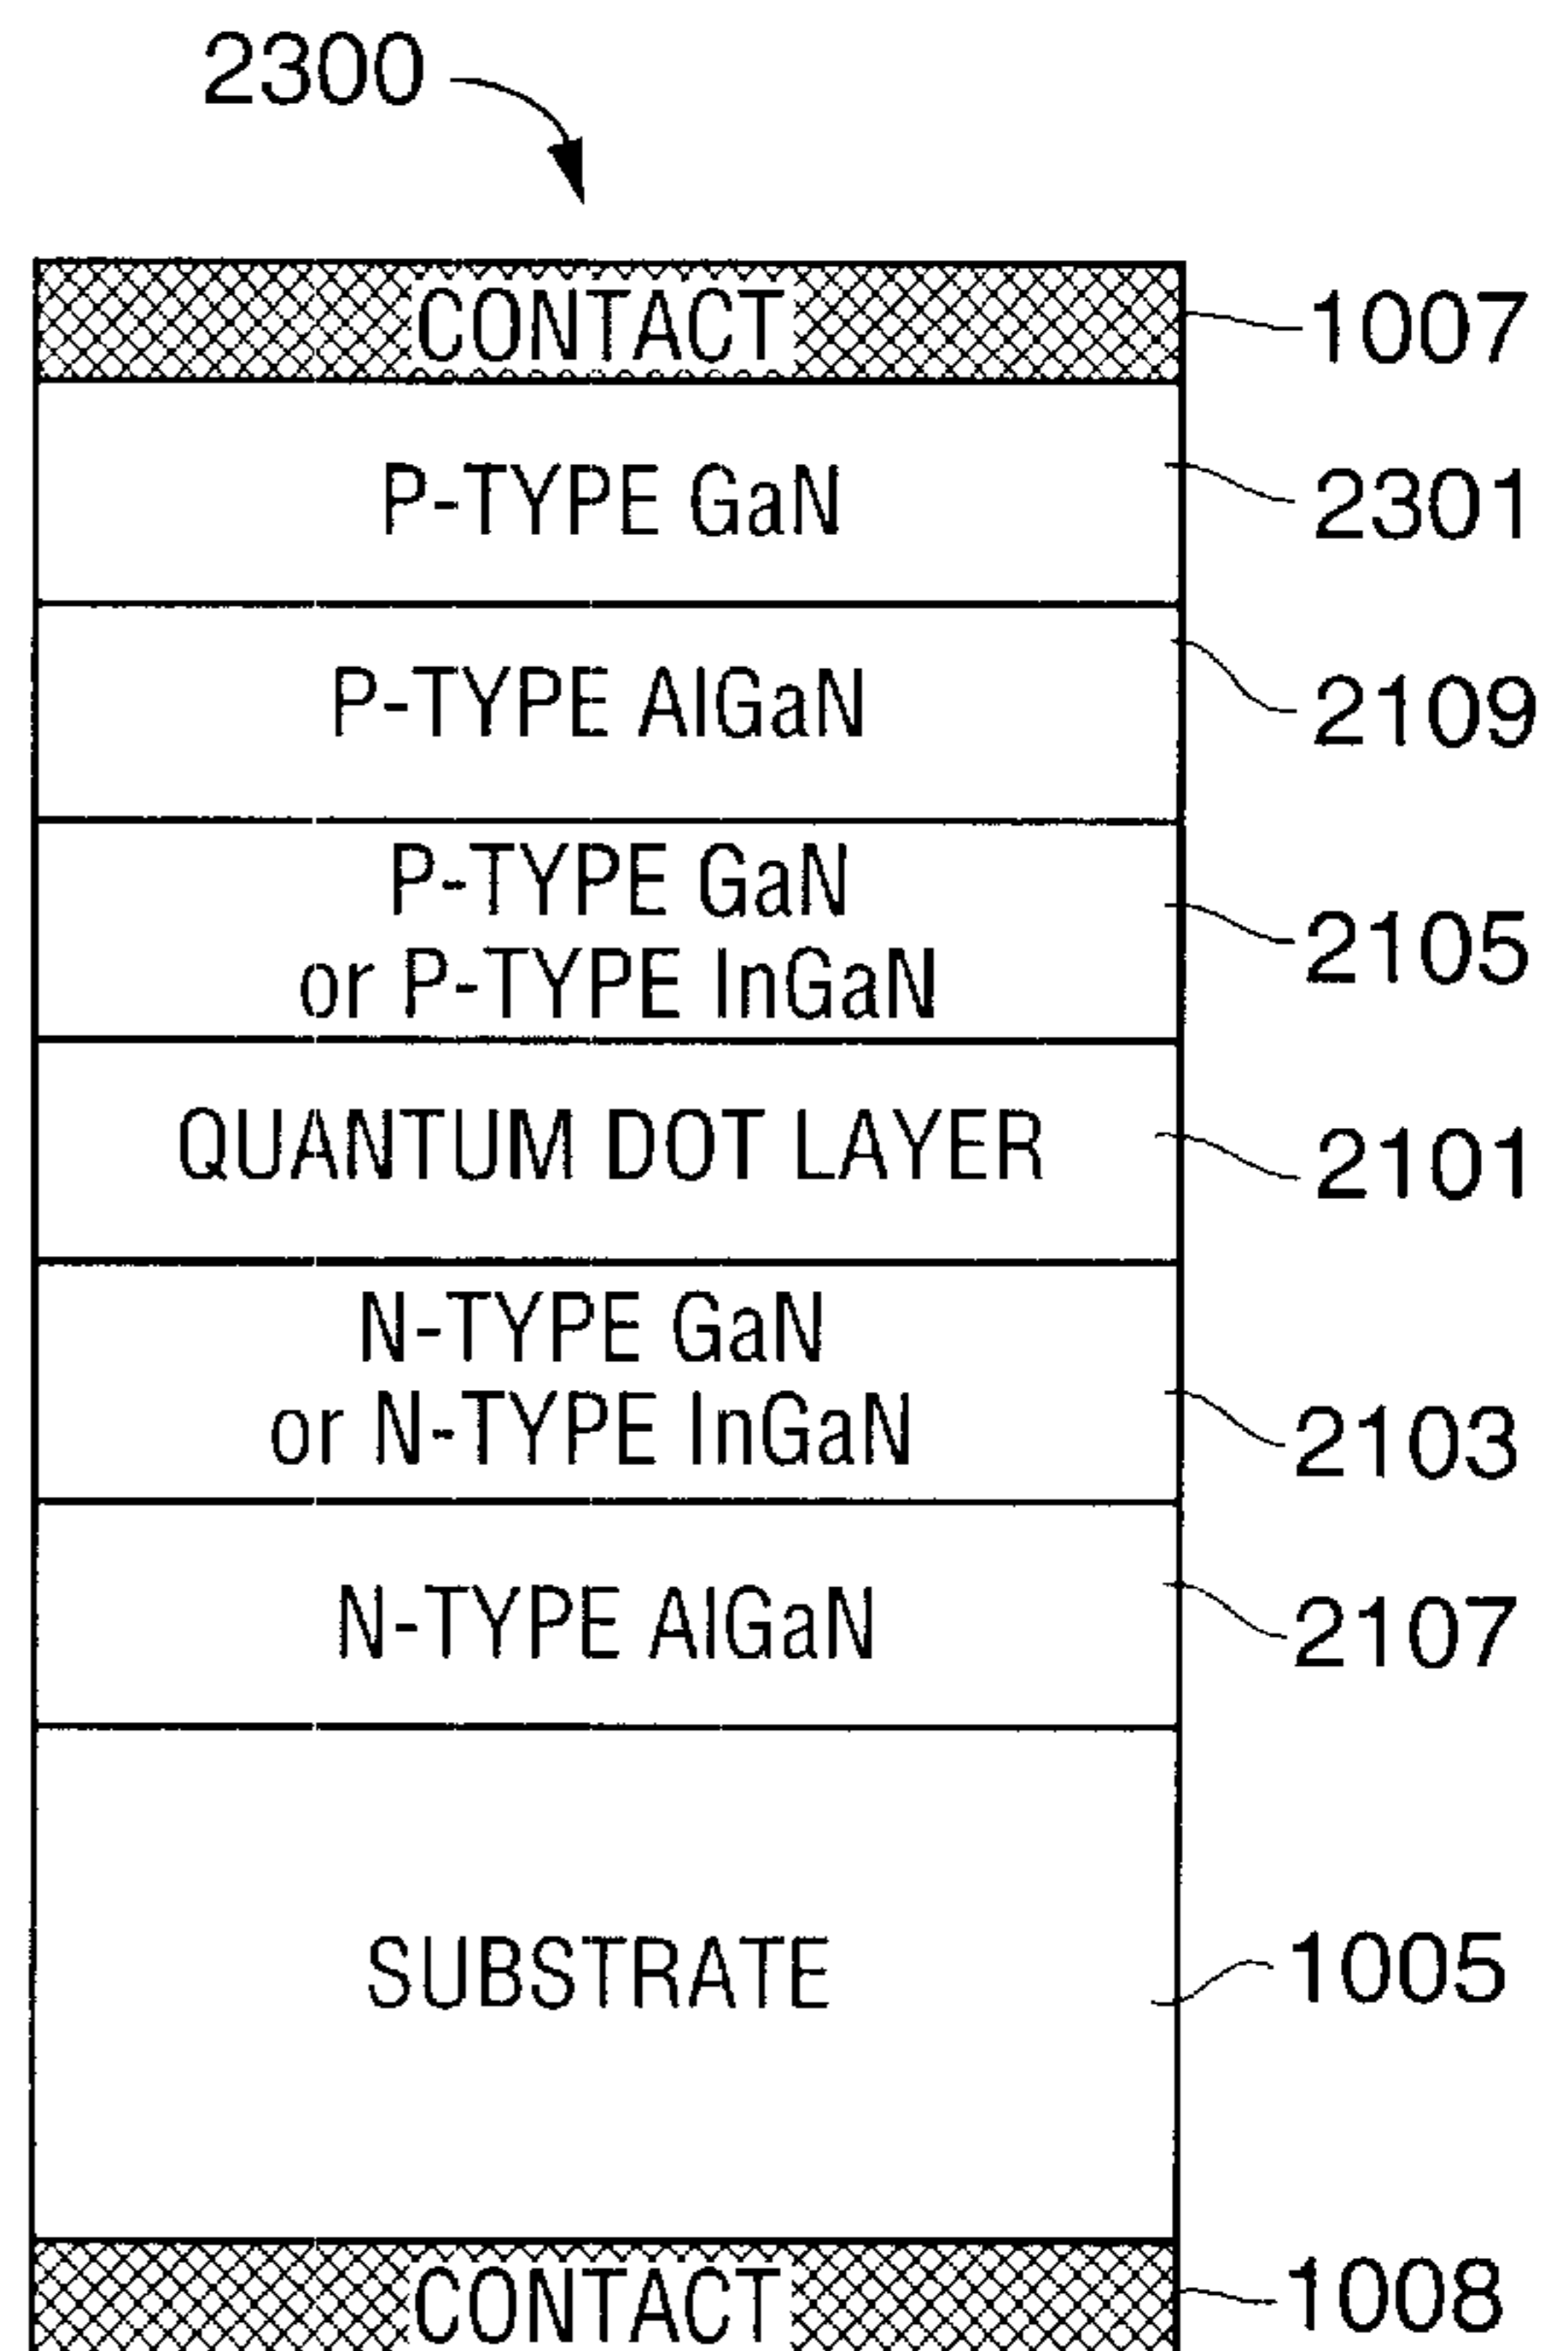 2300
CONTACT
1007
P-TYPE GaN
2301
P-TYPE AlGaN
2109
P-TYPE GaN
or P-TYPE InGaN
2105
QUANTUM DOT LAYER
2101
N-TYPE GaN
or N-TYPE InGaN
2103
N-TYPE AlGaN
2107
SUBSTRATE
1005
CONTACT
1008